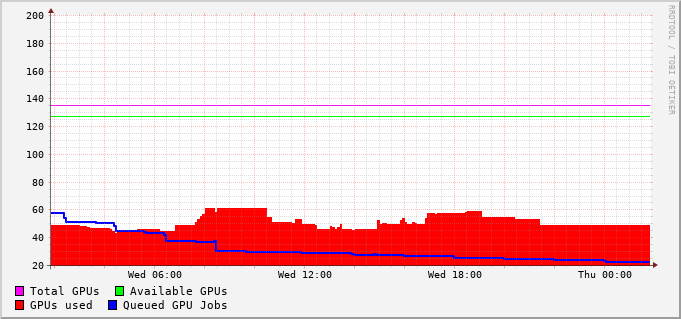 RRDTOOL / TOBI OETIKER
200
180
160
140
120
100
80
60
40
20
Wed 06:00 Wed 12:00 Wed 18:00 Thu 00:00
Total GPUs Available GPUs
GPUs used Queued GPU Jobs